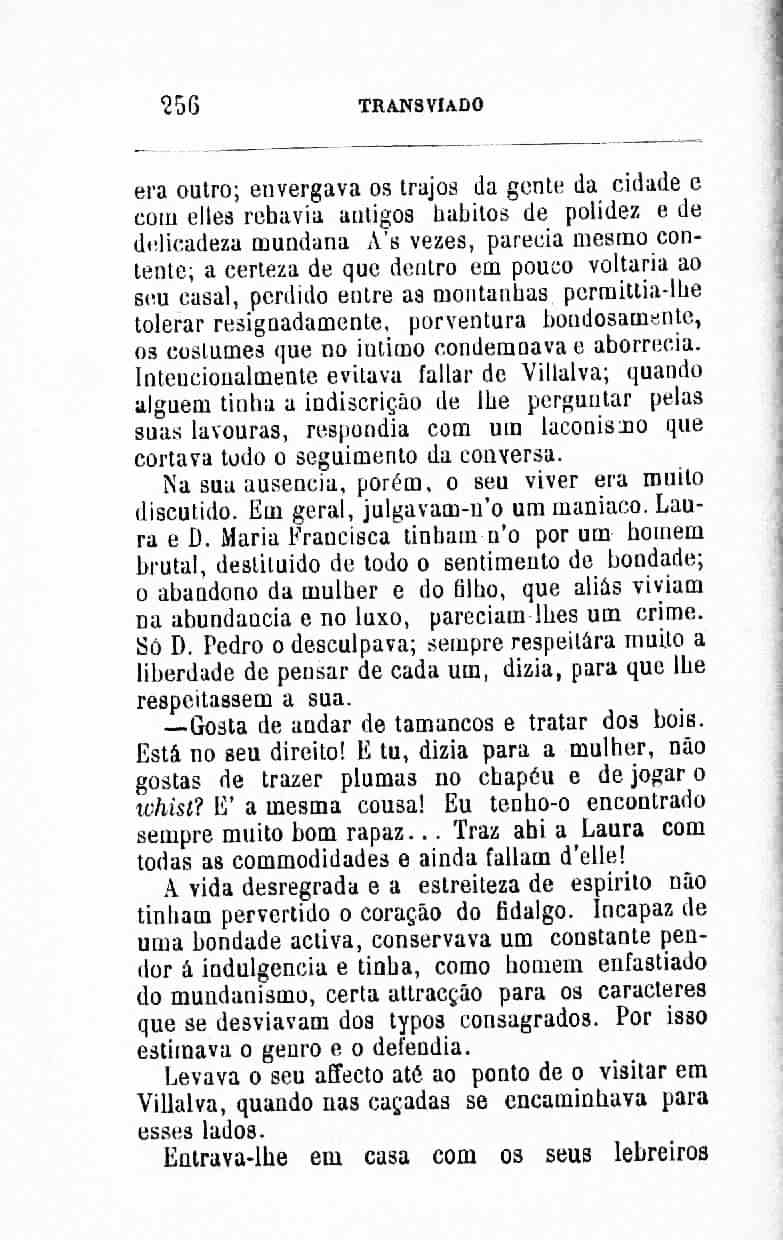 256 TRANSVIADO
era outro; envergava os trajos da gente da cidade e
com elles rehavia antigos habitos de polidez e de
delicadeza mundana A's vezes, parecia mesmo con-
tente; a certeza de que dentro em pouco voltaria ao
seu casal, perdido entre as montanhas permittia-lhe
tolerar resignadamente, porventura bondosamente,
os costumes que no intimo condemnava e aborrecia.
Intencionalmente evitava fallar de Villalva; quando
alguem tinha a indiscrição de lhe perguntar pelas
suas lavouras, respondia com um laconismo que
cortava todo o seguimento da conversa.
Na sua ausencia, porém, o seu viver era muito
discutido. Em geral, julgavam-n'o um maniaco. Lau-
ra e D. Maria Francisca tinham-n'o por um homem
brutal, destituido de todo o sentimento de bondade;
o abandono da mulher e do filho, que aliás viviam
na abundancia e no luxo, pareciam-lhes um crime.
Só D. Pedro o desculpava; sempre respeitára muito a
liberdade de pensar de cada um, dizia, para que lhe
respeitassem a sua.
—Gosta de andar de tamancos e tratar dos bois.
Está no seu direito! E tu, dizia para a mulher, não
gostas de trazer plumas no chapéu e de jogar o
whist? E' a mesma cousa! Eu tenho-o encontrado
sempre muito bom rapaz... Traz ahi a Laura com
todas as commodidades e ainda fallam d'elle!
A vida desregrada e a estreiteza de espirito não
tinham pervertido o coração do fidalgo. Incapaz de
uma bondade activa, conservava um constante pen-
dor á indulgencia e tinha, como homem enfastiado
do mundanismo, certa attracção para os caracteres
que se desviavam dos typos consagrados. Por isso
estimava o genro e o defendia.
Levava o seu affecto até ao ponto de o visitar em
Villalva, quando nas caçadas se encaminhava para
esses lados.
Entrava-lhe em casa com os seus lebreiros